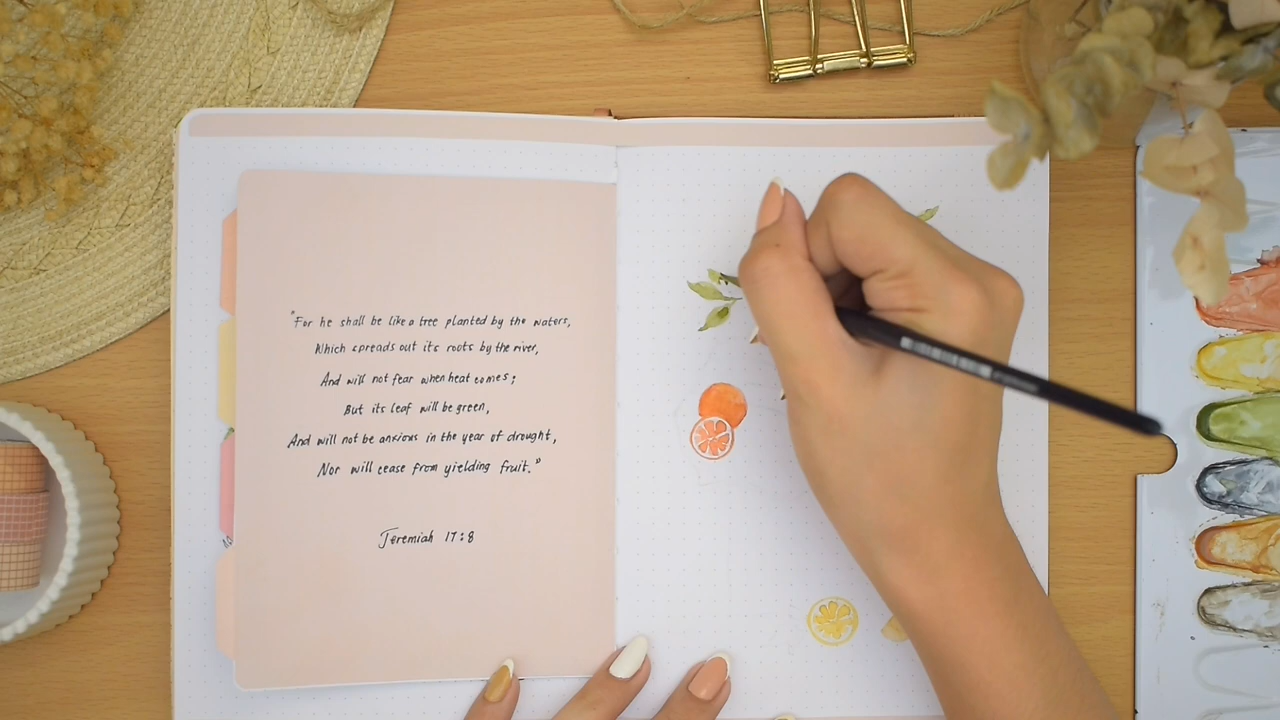 "For he shall be like a tree planted by the waters,
Which spreads out its roots by the river,
And will not fear when heat comes;
But its leaf will be green,
And will not be anxious in the year of drought,
Nor will cease from yielding fruit."
Jeremiah 17:8